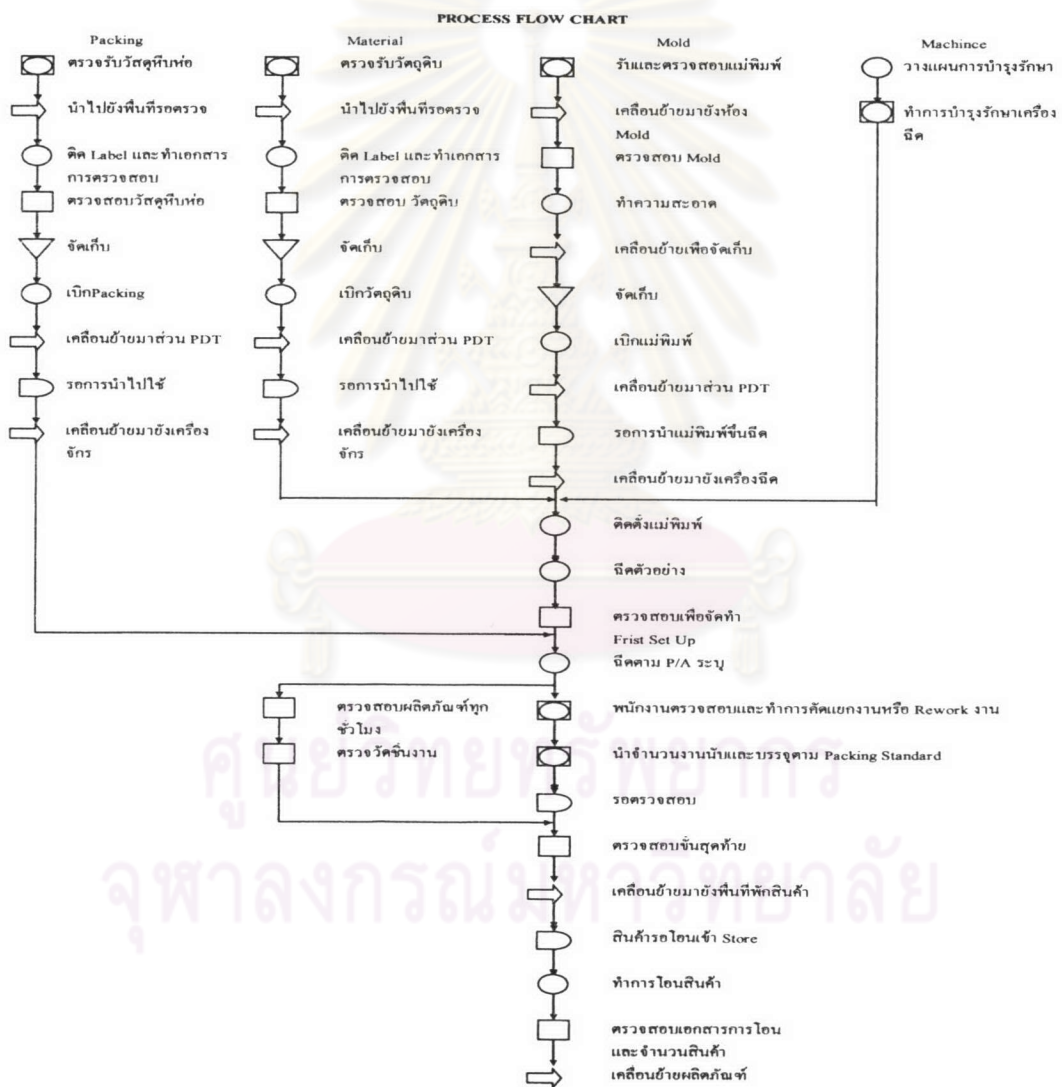 PROCESS FLOW CHART
Packing
ตรวจรับวัสดุหีบห่อ
นำไปยังพื้นที่รอตรวจ
ติด Label และทำเอกสาร
การตรวจสอบ
ตรวจสอบวัสดุหีบห่อ
จัดเก็บ
เบิกPacking
เคลื่อนย้ายมาส่วน PDT
รอการนำไปใช้
เคลื่อนย้ายมายังเครื่อง
จักร
Material
ตรวจรับวัตถุดิบ
นำไปยังพื้นที่รอตรวจ
ติด Label และทำเอกสาร
การตรวจสอบ
ตรวจสอบ วัตถุดิบ
จัดเก็บ
เบิกวัตถุดิบ
เคลื่อนย้ายมาส่วน PDT
รอการนำไปใช้
เคลื่อนย้ายมายังเครื่อง
จักร
Mold
รับและตรวจสอบแม่พิมพ์
เคลื่อนย้ายมายังห้อง
Mold
ตรวจสอบ Mold
ทำความสะอาด
เคลื่อนย้ายเพื่อจัดเก็บ
จัดเก็บ
เบิกแม่พิมพ์
เคลื่อนย้ายมาส่วน PDT
รอการนำแม่พิมพ์ขึ้นฉีด
เคลื่อนย้ายมายังเครื่องฉีด
Machince
วางแผนการบำรุงรักษา
ทำการบำรุงรักษาเครื่อง
ฉีด
ติดตั้งแม่พิมพ์
ฉีดตัวอย่าง
ตรวจสอบเพื่อจัดทำ
Frist Set Up
ฉีดตาม P/A ระบุ
ตรวจสอบผลิตภัณฑ์ทุก
ชั่วโมง
ตรวจวัดชิ้นงาน
พนักงานตรวจสอบและทำการคัดแยกงานหรือ Rework งาน
นำจำนวนงานนับและบรรจุตาม Packing Standard
รอตรวจสอบ
ตรวจสอบขั้นสุดท้าย
เคลื่อนย้ายมายังพื้นที่พักสินค้า
สินค้ารอโอนเข้า Store
ทำการโอนสินค้า
ตรวจสอบเอกสารการโอน
และจำนวนสินค้า
เคลื่อนย้ายผลิตภัณฑ์
ศูนย์วิทยทรัพยากร
จุฬาลงกรณ์มหาวิทยาลัย